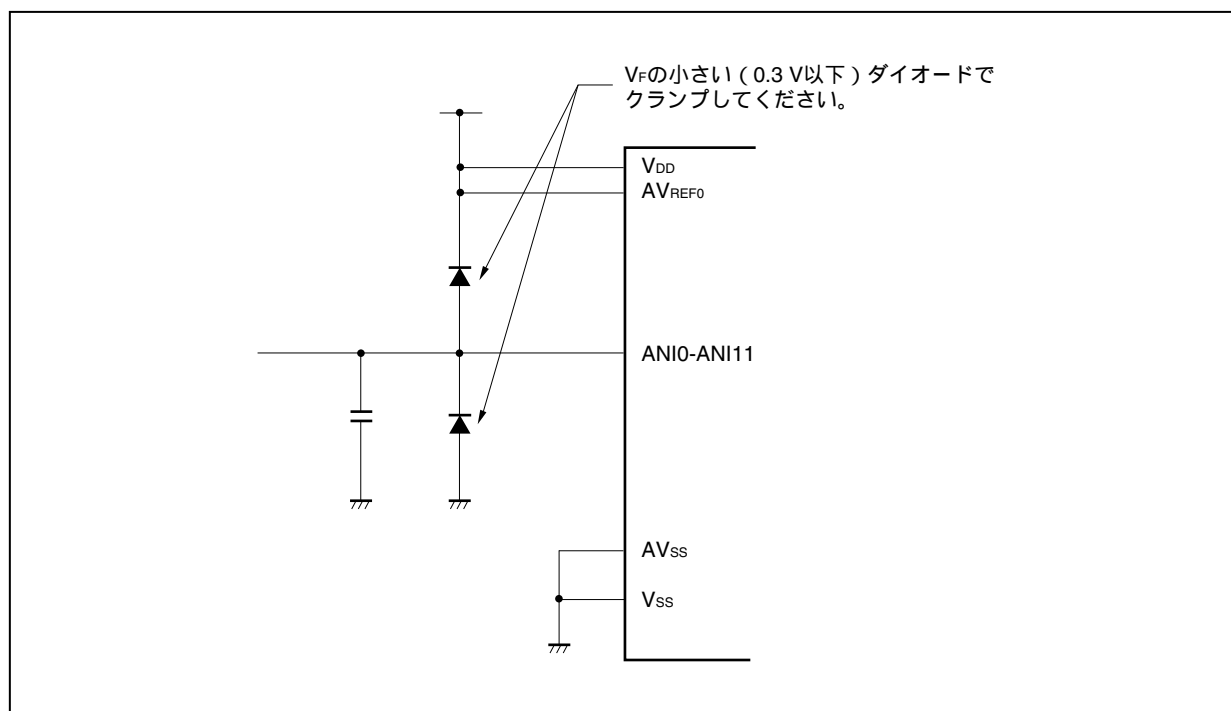 VFの小さい（0.3 V以下）ダイオードで
クランプしてください。
VDD
AVREF0
ANI0-ANI11
AVSS
VSS